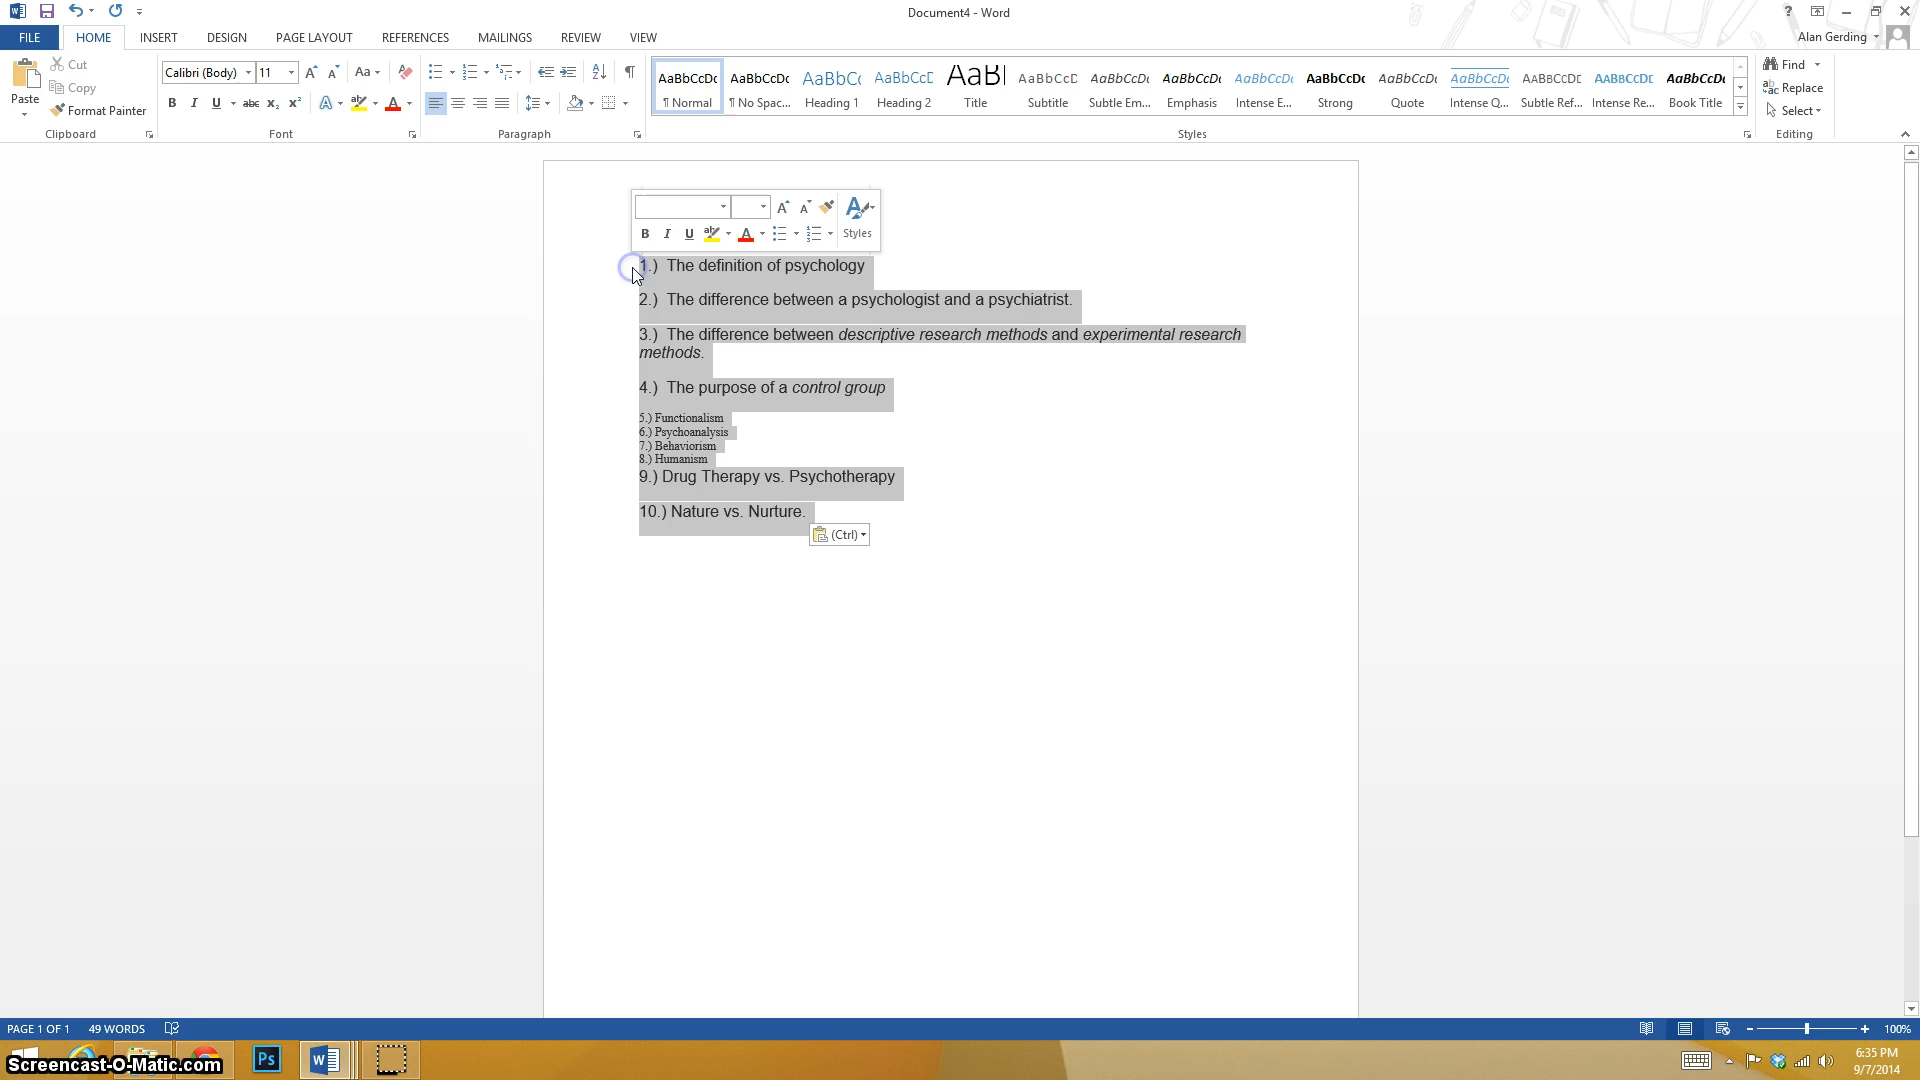 Document4 - Word
Alan Gerding
FILE HOME INSERT DESIGN PAGE LAYOUT REFERENCES MAILINGS REVIEW VIEW
Paste
Cut
Copy
Format Painter
Clipboard
Calibri (Body) 11
Font
Paragraph
AaBbCcDc AaBbCcDc AaBbC( AaBbCcE AaBl AaBbCcD AaBbCcDc AaBbCcDc AaBbCcDc AaBbCcDc AaBbCcDc AaBbCcDc AABBCCDE AABBCCDE AaBbCcDc
¶ Normal ¶ No Spac... Heading 1 Heading 2 Title Subtitle Subtle Em... Emphasis Intense E... Strong Quote Intense Q... Subtle Ref... Intense Re... Book Title
Styles
Find
Replace
Select
Editing
Styles
1.) The definition of psychology
2.) The difference between a psychologist and a psychiatrist.
3.) The difference between descriptive research methods and experimental research
methods.
4.) The purpose of a control group
5.) Functionalism
6.) Psychoanalysis
7.) Behaviorism
8.) Humanism
9.) Drug Therapy vs. Psychotherapy
10.) Nature vs. Nurture.
(Ctrl)
PAGE 1 OF 1 49 WORDS
100%
Screencast-O-Matic.com
Ps
6:35 PM
9/7/2014